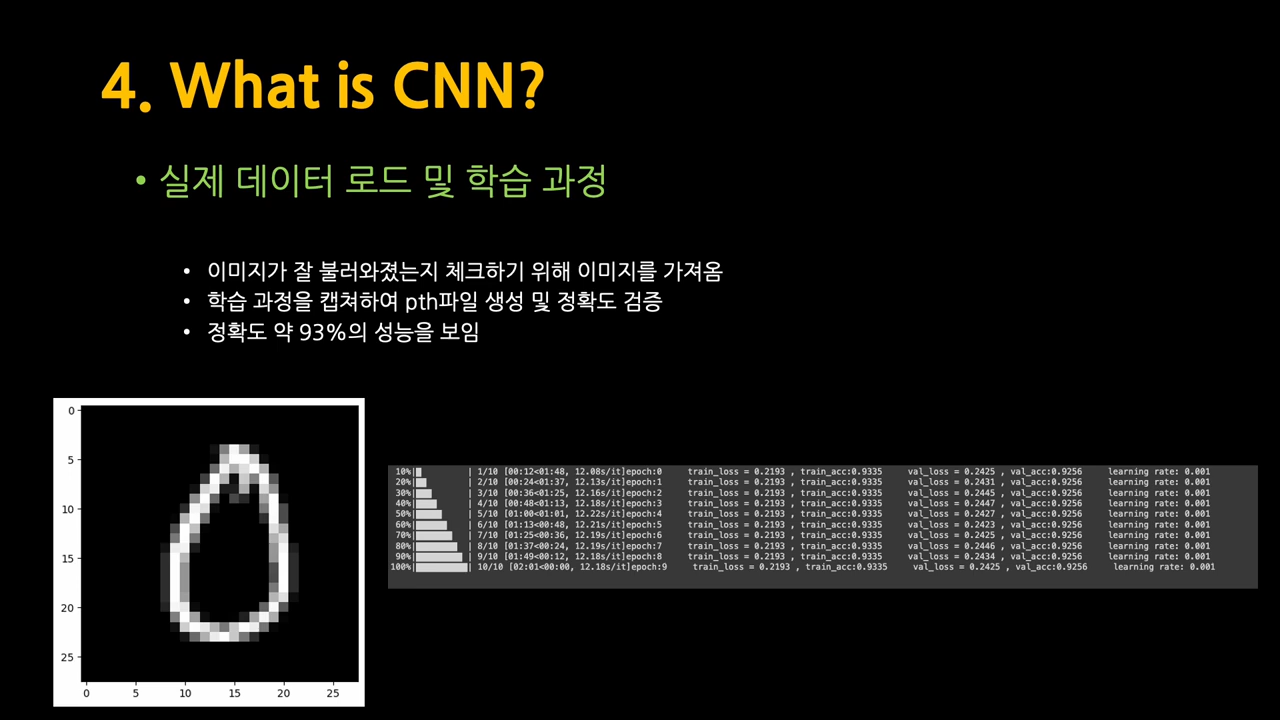 4. What is CNN?
• 실제 데이터 로드 및 학습 과정
• 이미지가 잘 불러와졌는지 체크하기 위해 이미지를 가져옴
• 학습 과정을 캡쳐하여 pth파일 생성 및 정확도 검증
• 정확도 약 93%의 성능을 보임
0
5
10
15
20
25
0 5 10 15 20 25
10%| | 1/10 [00:12<01:48, 12.08s/it]epoch:0 train_loss = 0.2193 , train_acc:0.9335 val_loss = 0.2425 , val_acc:0.9256 learning rate: 0.001
20%| | 2/10 [00:24<01:37, 12.13s/it]epoch:1 train_loss = 0.2193 , train_acc:0.9335 val_loss = 0.2431 , val_acc:0.9256 learning rate: 0.001
30%| | 3/10 [00:36<01:25, 12.16s/it]epoch:2 train_loss = 0.2193 , train_acc:0.9335 val_loss = 0.2445 , val_acc:0.9256 learning rate: 0.001
40%| | 4/10 [00:48<01:13, 12.18s/it]epoch:3 train_loss = 0.2193 , train_acc:0.9335 val_loss = 0.2447 , val_acc:0.9256 learning rate: 0.001
50%| | 5/10 [01:00<01:01, 12.22s/it]epoch:4 train_loss = 0.2193 , train_acc:0.9335 val_loss = 0.2427 , val_acc:0.9256 learning rate: 0.001
60%| | 6/10 [01:13<00:48, 12.21s/it]epoch:5 train_loss = 0.2193 , train_acc:0.9335 val_loss = 0.2423 , val_acc:0.9256 learning rate: 0.001
70%| | 7/10 [01:25<00:36, 12.19s/it]epoch:6 train_loss = 0.2193 , train_acc:0.9335 val_loss = 0.2425 , val_acc:0.9256 learning rate: 0.001
80%| | 8/10 [01:37<00:24, 12.19s/it]epoch:7 train_loss = 0.2193 , train_acc:0.9335 val_loss = 0.2446 , val_acc:0.9256 learning rate: 0.001
90%| | 9/10 [01:49<00:12, 12.18s/it]epoch:8 train_loss = 0.2193 , train_acc:0.9335 val_loss = 0.2434 , val_acc:0.9256 learning rate: 0.001
100%| | 10/10 [02:01<00:00, 12.18s/it]epoch:9 train_loss = 0.2193 , train_acc:0.9335 val_loss = 0.2425 , val_acc:0.9256 learning rate: 0.001